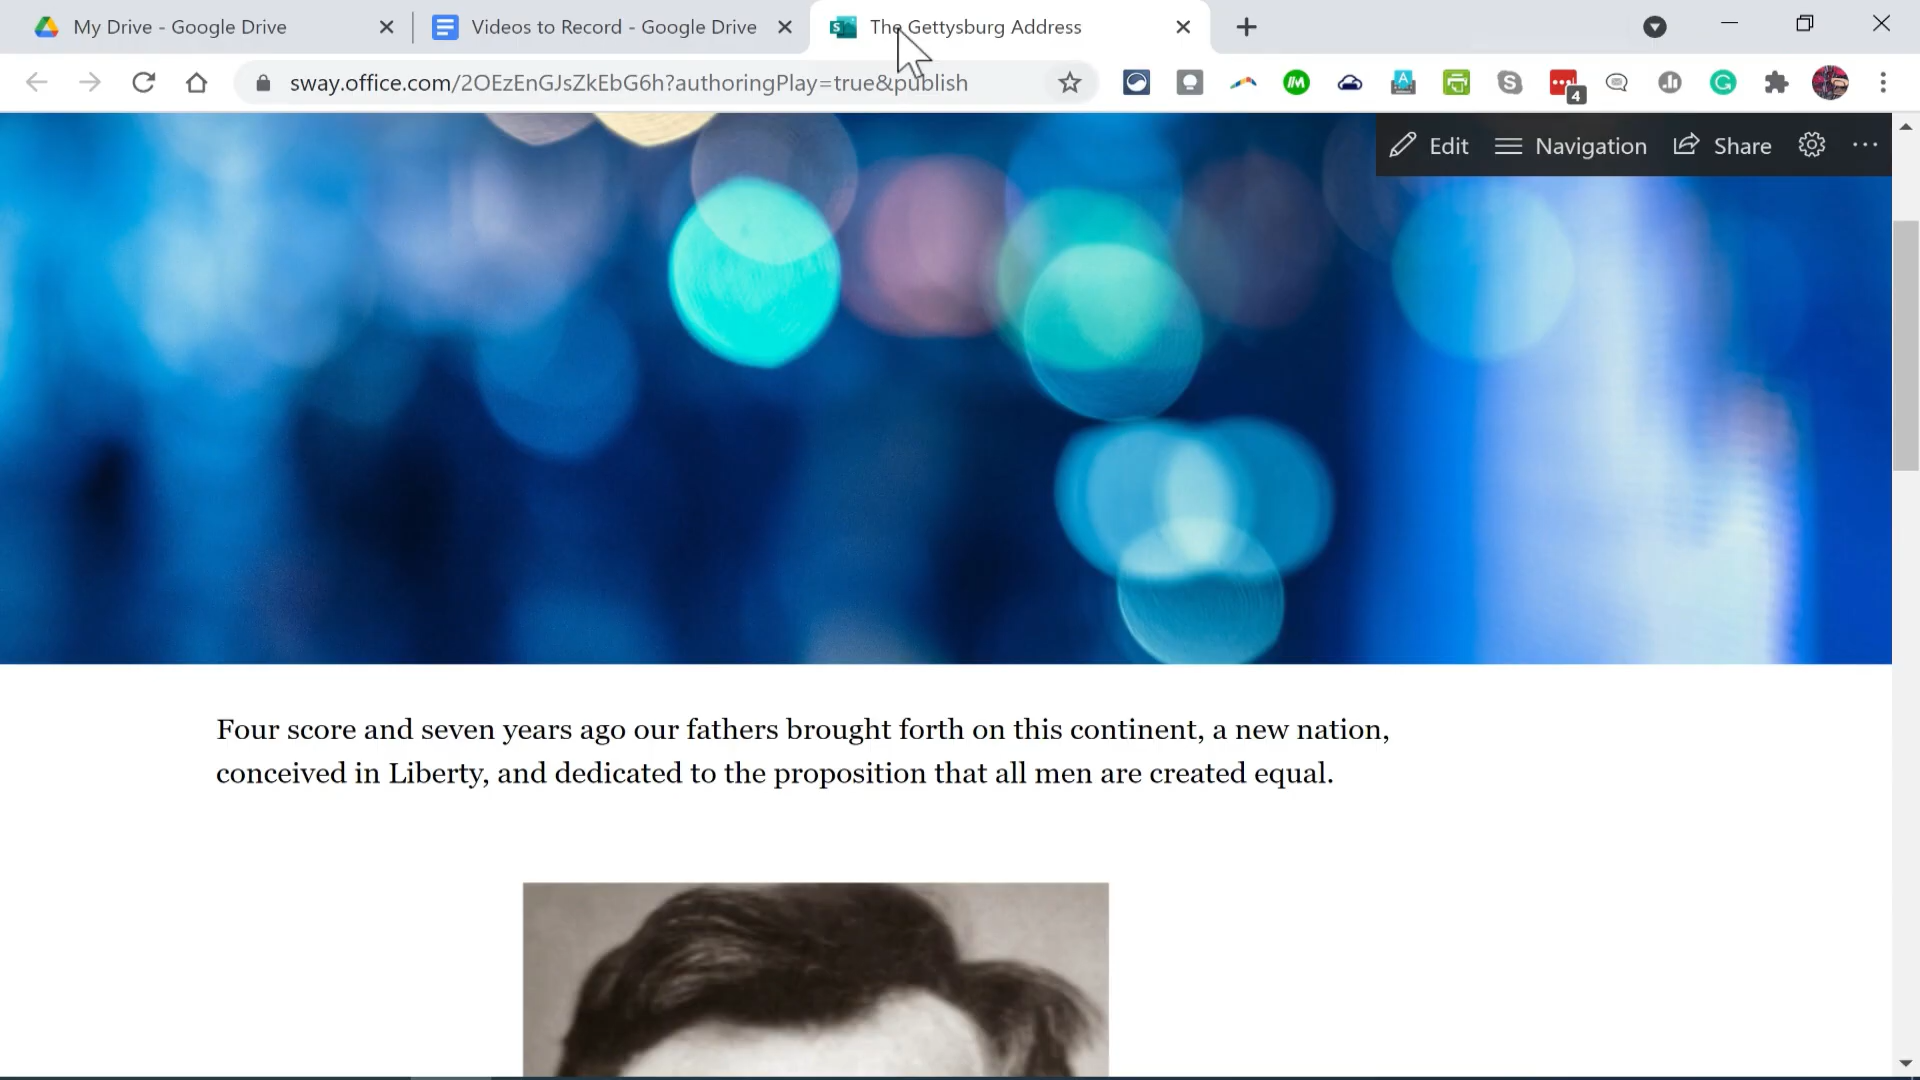 My Drive - Google Drive
Videos to Record - Google Drive
The Gettysburg Address
sway.office.com/2OEzEnGJsZkEbG6h?authoringPlay=true&publish
4
Edit
Navigation
Share
Four score and seven years ago our fathers brought forth on this continent, a new nation,
conceived in Liberty, and dedicated to the proposition that all men are created equal.